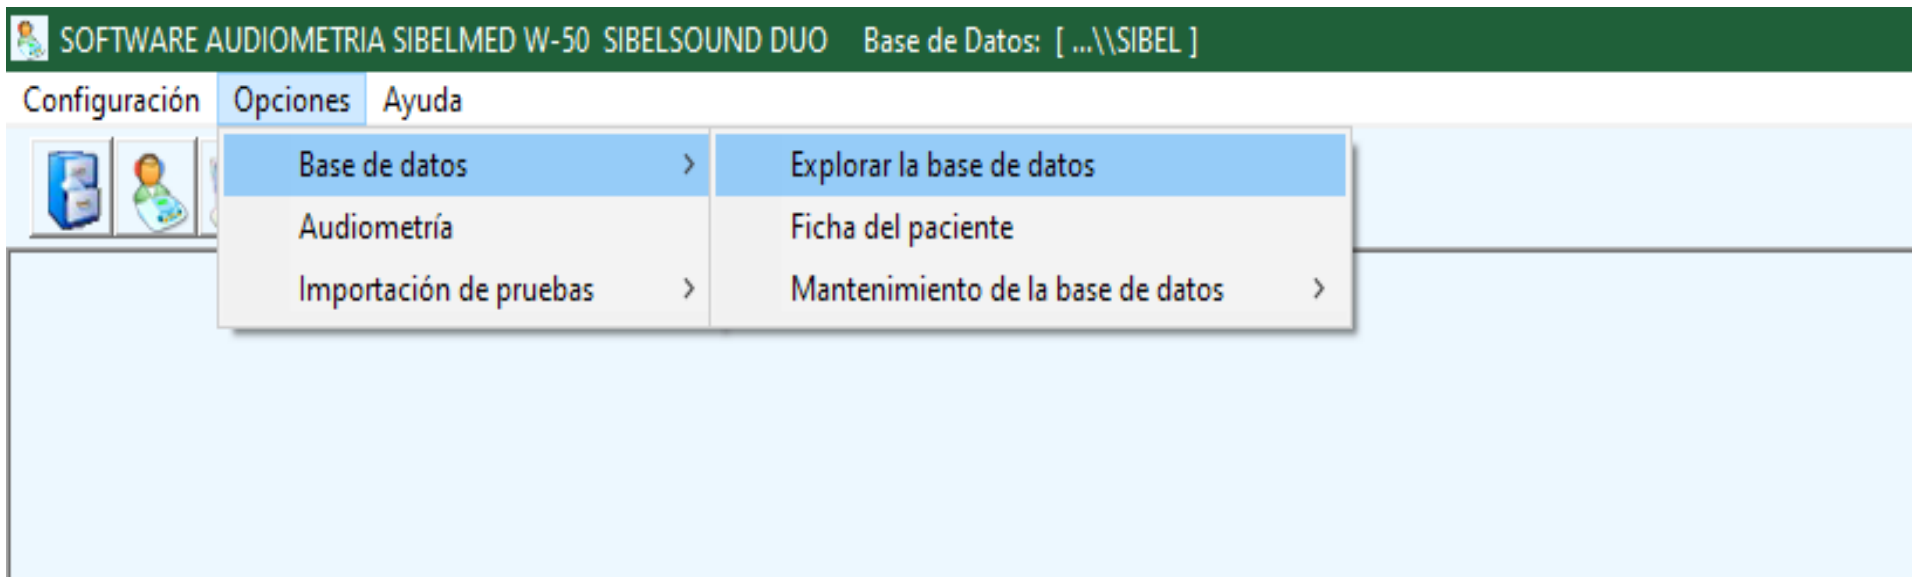 SOFTWARE AUDIOMETRIA SIBELMED W-50 SIBELSOUND DUO Base de Datos: [ ...\\SIBEL ]
Configuración Opciones Ayuda
Base de datos > Explorar la base de datos
Audiometría Ficha del paciente
Importación de pruebas > Mantenimiento de la base de datos >